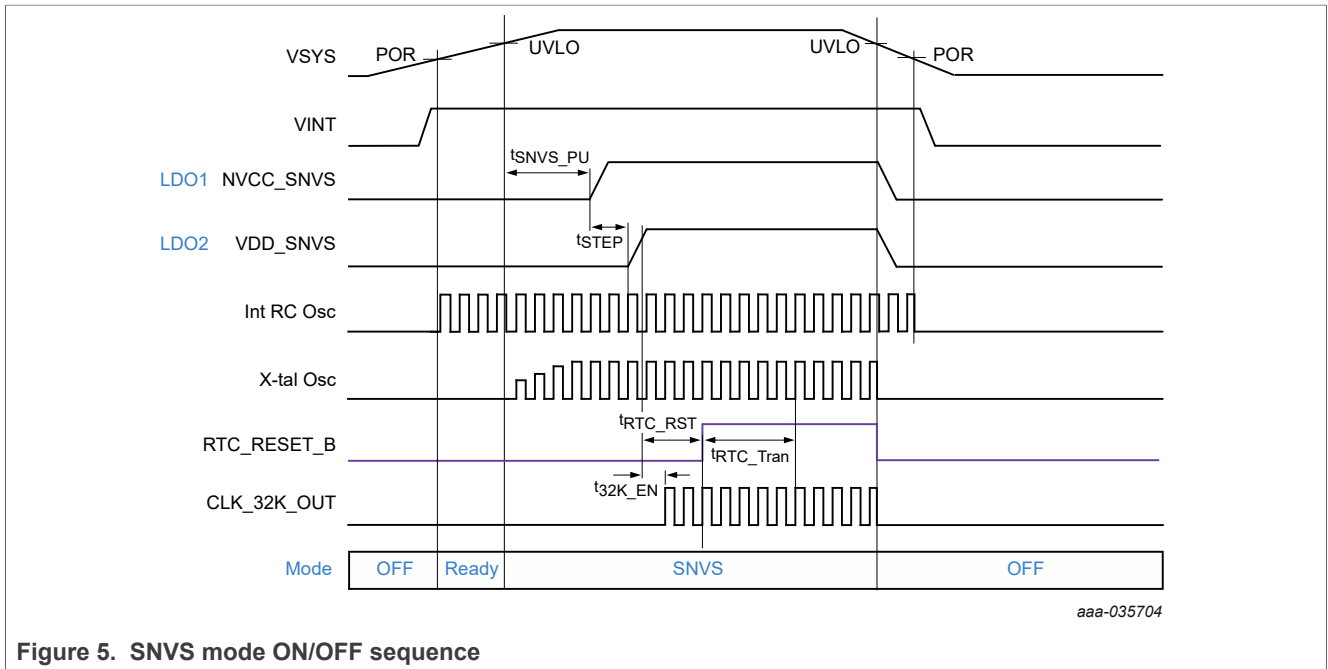 VSYS POR UVLO UVLO POR
VINT
tSNVS_PU
LDO1 NVCC_SNVS
tSTEP
LDO2 VDD_SNVS
Int RC Osc
X-tal Osc
tRTC_RST
RTC_RESET_B
tRTC_Tran
t32K_EN
CLK_32K_OUT
Mode OFF Ready SNVS OFF
aaa-035704
Figure 5. SNVS mode ON/OFF sequence